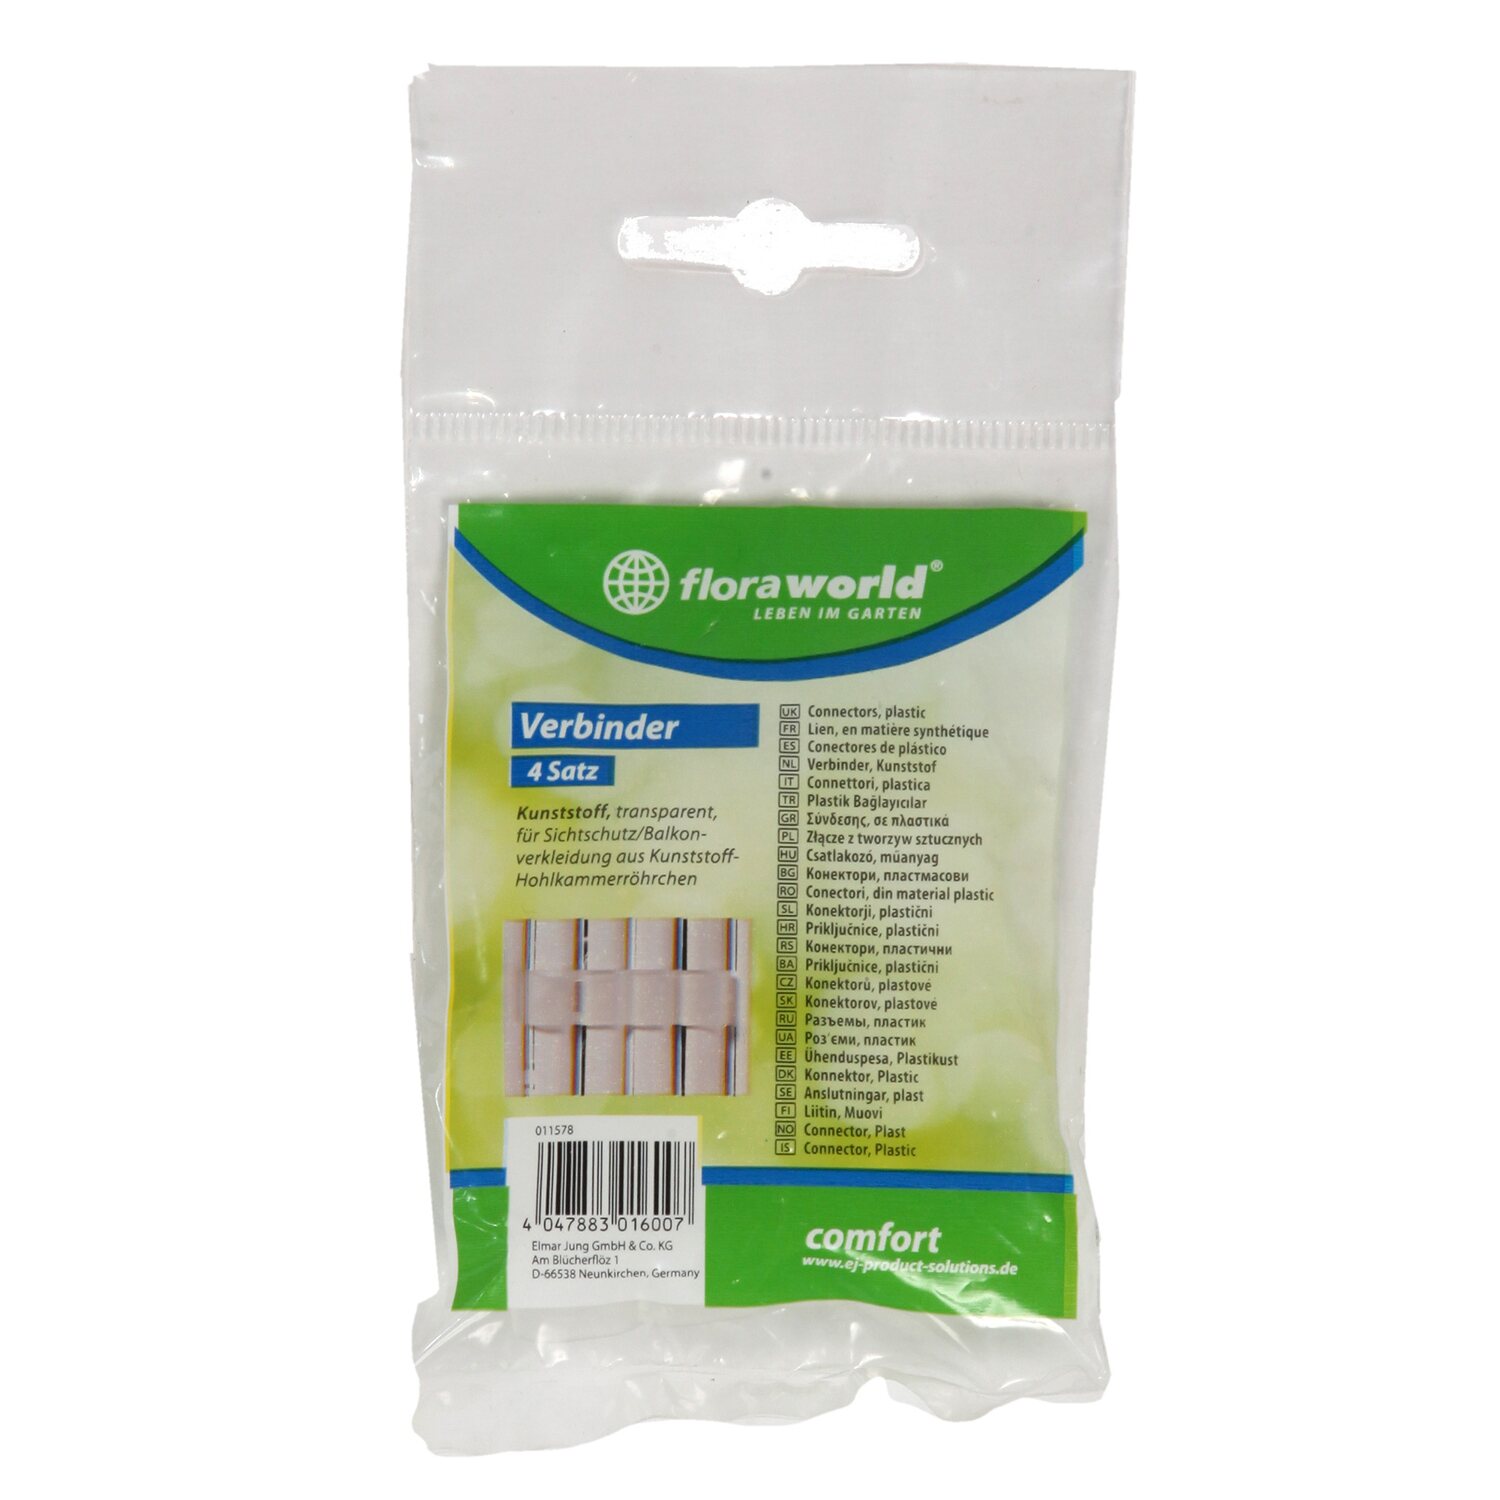 floraworld®
LEBEN IM GARTEN
Verbinder
4 Satz
Kunststoff, transparent,
für Sichtschutz/Balkon-
verkleidung aus Kunststoff-
Hohlkammerröhrchen
UK Connectors, plastic
FR Lien, en matière synthétique
ES Conectores de plástico
NL Verbinder, Kunststof
IT Connettori, plastica
TR Plastik Bağlayıcılar
GR Σύνδεσης, σε πλαστικά
PL Złącze z tworzyw sztucznych
HU Csatlakozó, műanyag
BG Конектори, пластмасови
RO Conectori, din material plastic
SL Konektorji, plastični
HR Priključnice, plastični
RS Конектори, пластични
BA Priključnice, plastični
CZ Konektorů, plastové
SK Konektorov, plastové
RU Разъемы, пластик
UA Роз´єми, пластик
EE Ühenduspesa, Plastikust
DK Konnektor, Plastic
SE Anslutningar, plast
FI Liitin, Muovi
NO Connector, Plast
IS Connector, Plastic
011578
4 047883 016007
Elmar Jung GmbH & Co. KG
Am Blücherflöz 1
D-66538 Neunkirchen, Germany
comfort
www.ej-product-solutions.de